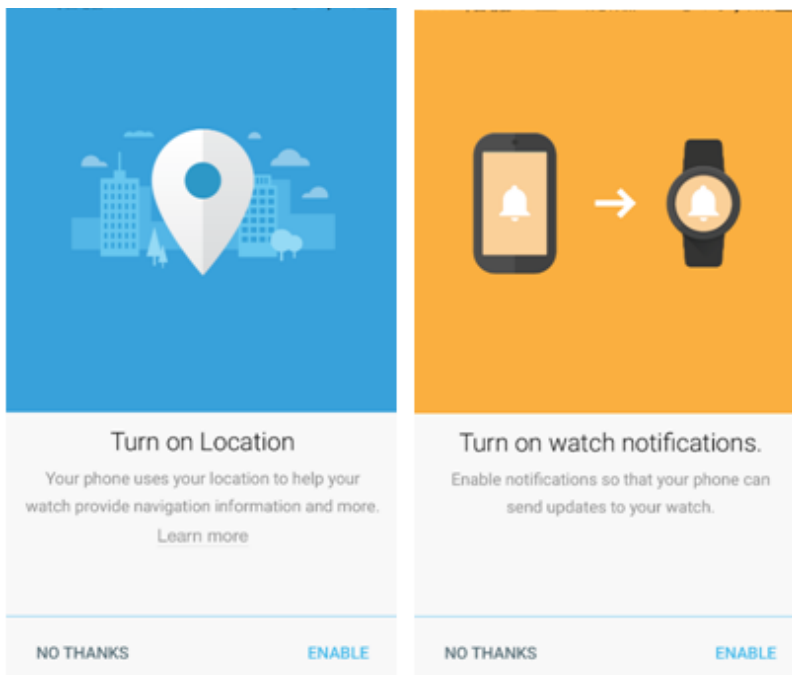 Turn on Location
Your phone uses your location to help your
watch provide navigation information and more.
Learn more
NO THANKS
ENABLE
Turn on watch notifications.
Enable notifications so that your phone can
send updates to your watch.
NO THANKS
ENABLE